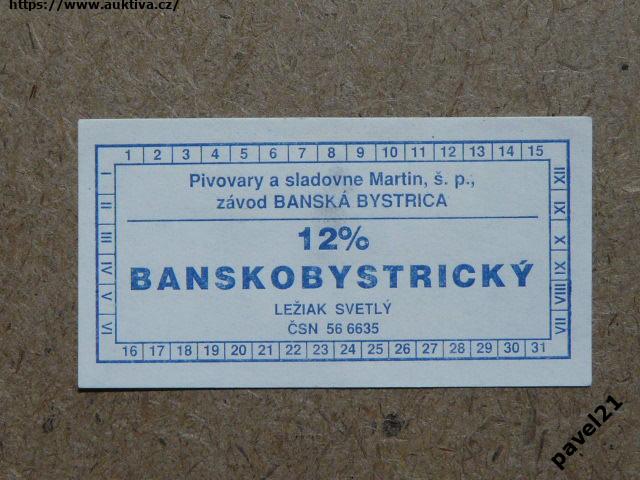 https://www.auktiva.cz/
1 2 3 4 5 6 7 8 9 10 11 12 13 14 15
I II III IV V VI
Pivovary a sladovne Martin, š. p.,
závod BANSKÁ BYSTRICA
12%
BANSKOBYSTRICKÝ
LEŽIAK SVETLÝ
ČSN 56 6635
XII XI X IX VIII VII
16 17 18 19 20 21 22 23 24 25 26 27 28 29 30 31
pavel21